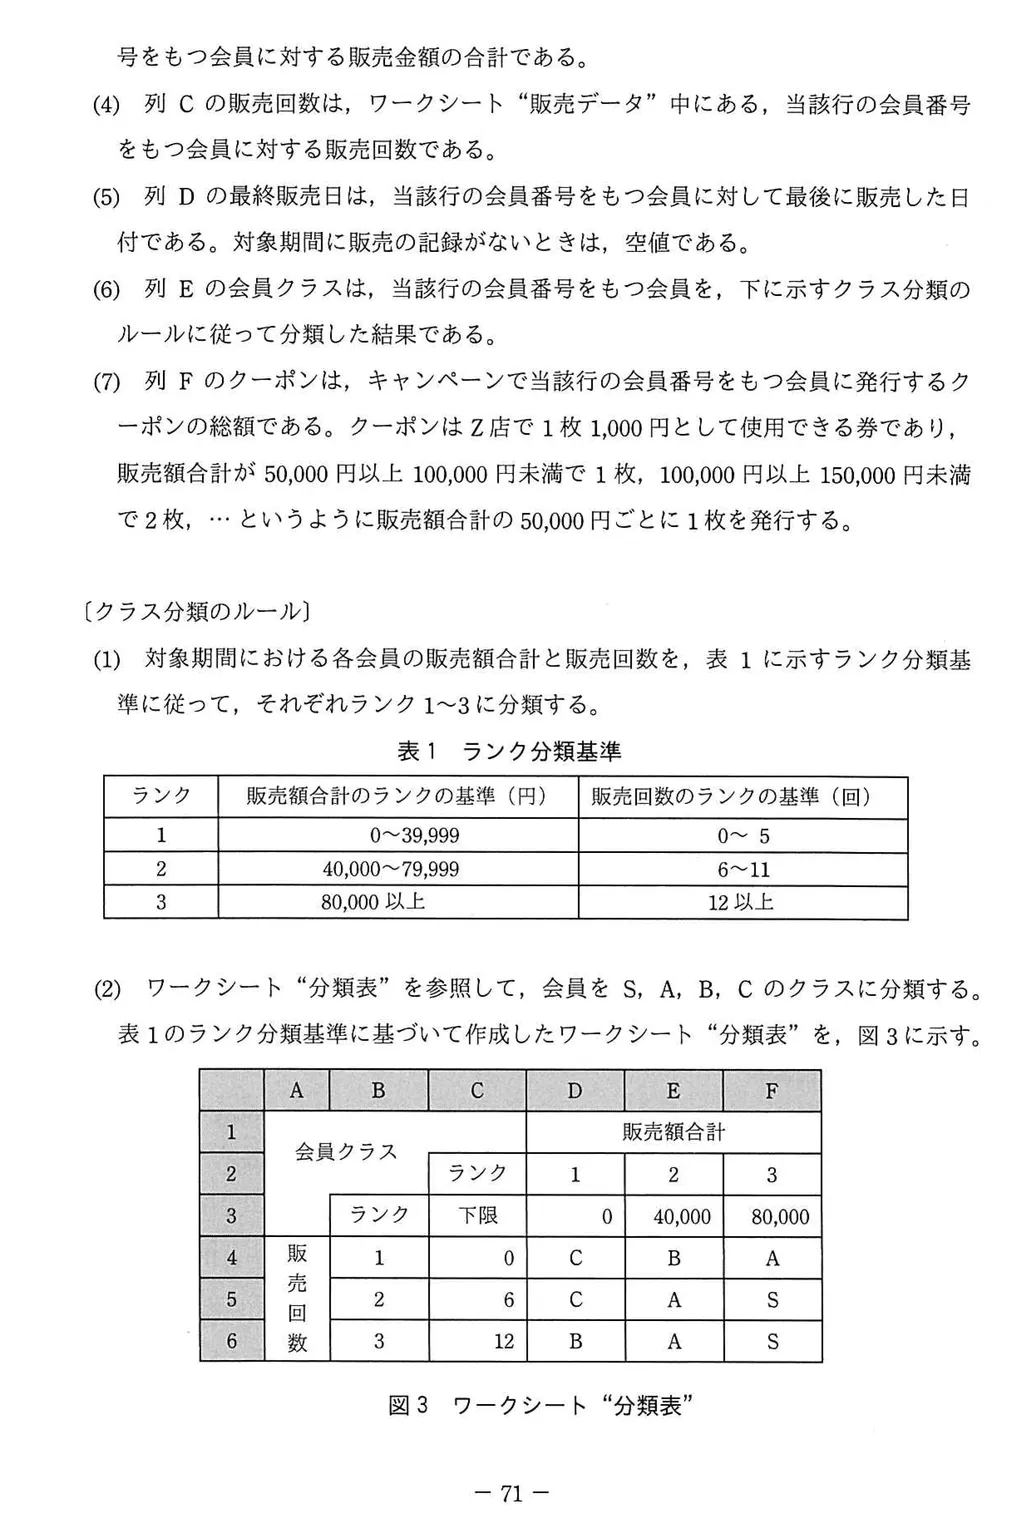 号をもつ会員に対する販売金額の合計である。
(4) 列 C の販売回数は，ワークシート“販売データ”中にある，当該行の会員番号
をもつ会員に対する販売回数である。
(5) 列 D の最終販売日は，当該行の会員番号をもつ会員に対して最後に販売した日
付である。対象期間に販売の記録がないときは，空値である。
(6) 列 E の会員クラスは，当該行の会員番号をもつ会員を，下に示すクラス分類の
ルールに従って分類した結果である。
(7) 列 F のクーポンは，キャンペーンで当該行の会員番号をもつ会員に発行するク
ーポンの総額である。クーポンは Z 店で 1 枚 1,000 円として使用できる券であり，
販売額合計が 50,000 円以上 100,000 円未満で 1 枚，100,000 円以上 150,000 円未満
で 2 枚，… というように販売額合計の 50,000 円ごとに 1 枚を発行する。
〔クラス分類のルール〕
(1) 対象期間における各会員の販売額合計と販売回数を，表 1 に示すランク分類基
準に従って，それぞれランク 1～3 に分類する。
表 1 ランク分類基準
ランク 販売額合計のランクの基準（円） 販売回数のランクの基準（回）
1 0～39,999 0～ 5
2 40,000～79,999 6～11
3 80,000 以上 12 以上
(2) ワークシート“分類表”を参照して，会員を S，A，B，C のクラスに分類する。
表 1 のランク分類基準に基づいて作成したワークシート“分類表”を，図 3 に示す。
A B C D E F
1 会員クラス 販売額合計
2 ランク 1 2 3
3 ランク 下限 0 40,000 80,000
4 販売回数 1 0 C B A
5 2 6 C A S
6 3 12 B A S
図 3 ワークシート“分類表”
－ 71 －